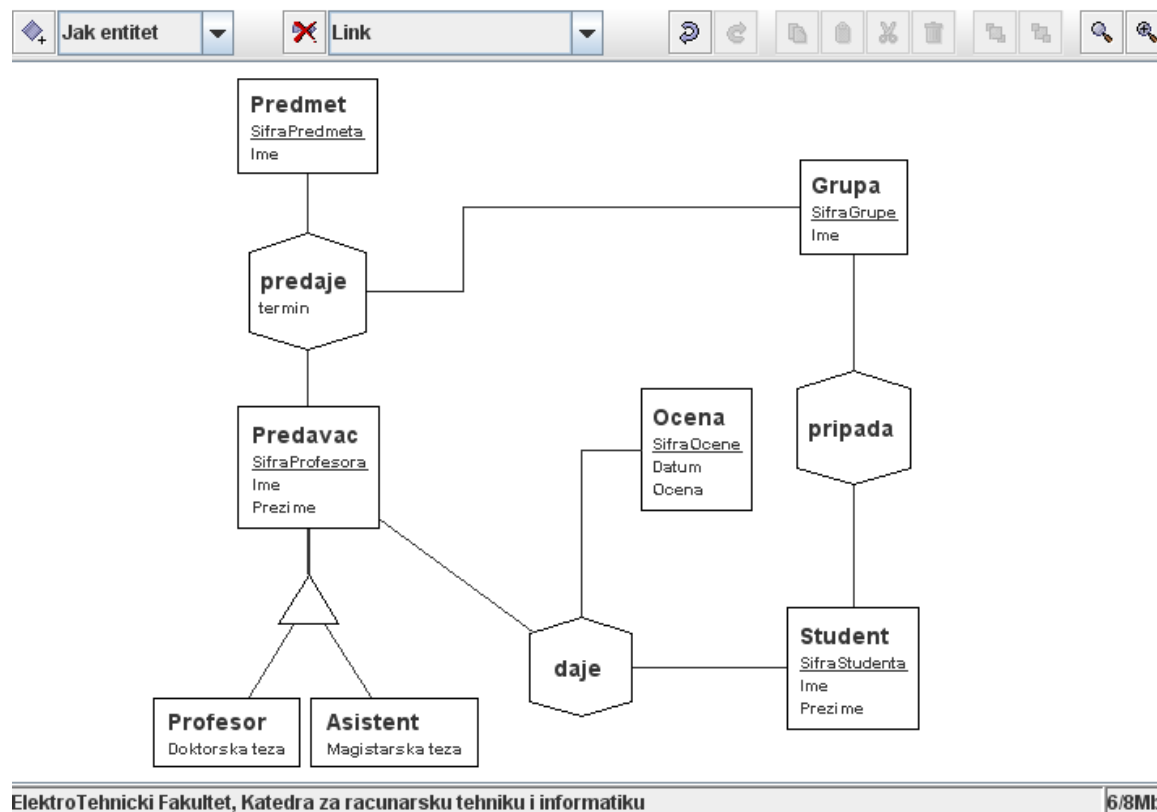 Jak entitet
Link
Predmet
SifraPredmeta
Ime
Grupa
SifraGrupe
Ime
predaje
termin
Predavac
SifraProfesora
Ime
Prezime
Ocena
SifraOcene
Datum
Ocena
pripada
daje
Student
SifraStudenta
Ime
Prezime
Profesor
Doktorska teza
Asistent
Magistarska teza
ElektroTehnicki Fakultet, Katedra za racunarsku tehniku i informatiku